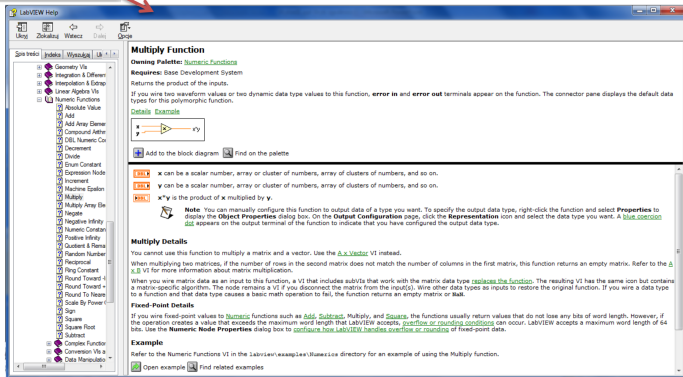 LabVIEW Help
Ukryj Zlokalizuj Wstecz Dalej Opcje
Spis treści Indeks Wyszukaj Ul
Geometry VIs
Integration & Different
Interpolation & Extrap
Linear Algebra VIs
Numeric Functions
Absolute Value
Add
Add Array Elemer
Compound Arithr
DBL Numeric Cor
Decrement
Divide
Enum Constant
Expression Node
Increment
Machine Epsilon
Multiply
Multiply Array Ele
Negate
Negative Infinity
Numeric Constan
Positive Infinity
Quotient & Rema
Random Number
Reciprocal
Ring Constant
Round Toward -I
Round Toward +
Round To Neare
Scale By Power
Sign
Square
Square Root
Subtract
Complex Function
Conversion VIs a
Data Manipulatio
Multiply Function
Owning Palette: Numeric Functions
Requires: Base Development System
Returns the product of the inputs.
If you wire two waveform values or two dynamic data type values to this function, error in and error out terminals appear on the function. The connector pane displays the default data
types for this polymorphic function.
Details Example
x
y
x*y
Add to the block diagram Find on the palette
DBL x can be a scalar number, array or cluster of numbers, array of clusters of numbers, and so on.
DBL y can be a scalar number, array or cluster of numbers, array of clusters of numbers, and so on.
DBL x*y is the product of x multiplied by y.
Note You can manually configure this function to output data of a type you want. To specify the output data type, right-click the function and select Properties to
display the Object Properties dialog box. On the Output Configuration page, click the Representation icon and select the data type you want. A blue coercion
dot appears on the output terminal of the function to indicate that you have configured the output data type.
Multiply Details
You cannot use this function to multiply a matrix and a vector. Use the A x Vector VI instead.
When multiplying two matrices, if the number of rows in the second matrix does not match the number of columns in the first matrix, this function returns an empty matrix. Refer to the A
x B VI for more information about matrix multiplication.
When you wire matrix data as an input to this function, a VI that includes subVIs that work with the matrix data type replaces the function. The resulting VI has the same icon but contains
a matrix-specific algorithm. The node remains a VI if you disconnect the matrix from the input(s). Wire other data types as inputs to restore the original function. If you wire a data type
to a function and that data type causes a basic math operation to fail, the function returns an empty matrix or NaN.
Fixed-Point Details
If you wire fixed-point values to Numeric functions such as Add, Subtract, Multiply, and Square, the functions usually return values that do not lose any bits of word length. However, if
the operation creates a value that exceeds the maximum word length that LabVIEW accepts, overflow or rounding conditions can occur. LabVIEW accepts a maximum word length of 64
bits. Use the Numeric Node Properties dialog box to configure how LabVIEW handles overflow or rounding of fixed-point data.
Example
Refer to the Numeric Functions VI in the labview\examples\Numerics directory for an example of using the Multiply function.
Open example Find related examples